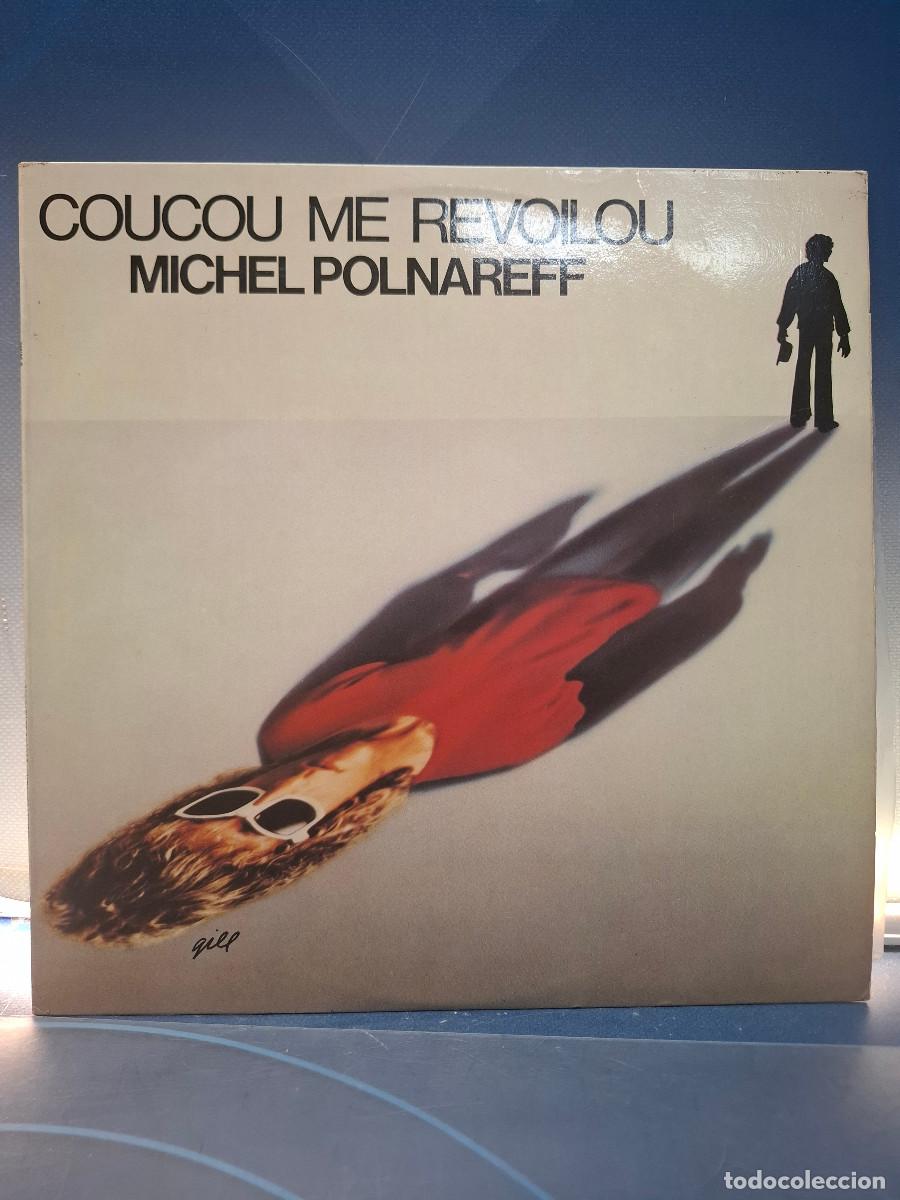 COUCOU ME REVOILOU
MICHEL POLNAREFF
gill
todocoleccion